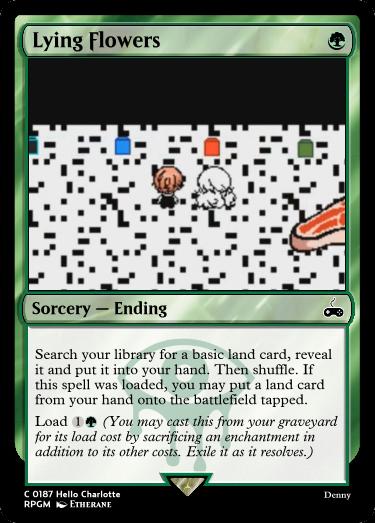 Lying Flowers
Sorcery — Ending
Search your library for a basic land card, reveal
it and put it into your hand. Then shuffle. If
this spell was loaded, you may put a land card
from your hand onto the battlefield tapped.
Load 1 (You may cast this from your graveyard
for its load cost by sacrificing an enchantment in
addition to its other costs. Exile it as it resolves.)
C 0187 Hello Charlotte
RPGM ETHERANE
Denny